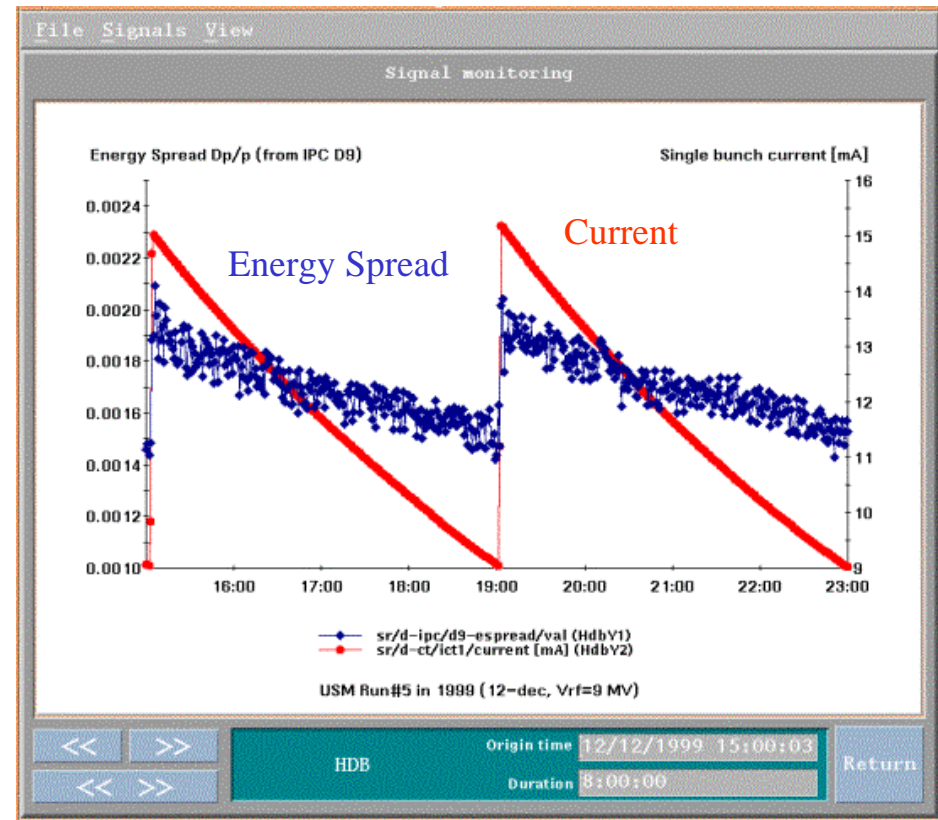 File Signals View
Signal monitoring
Energy Spread Dp/p (from IPC D9)
Single bunch current [mA]
0.0024
0.0022
0.0020
0.0018
0.0016
0.0014
0.0012
0.0010
Energy Spread
Current
16
15
14
13
12
11
10
9
16:00 17:00 18:00 19:00 20:00 21:00 22:00 23:00
sr/d-ipc/d9-espread/val (HdbY1)
sr/d-ct/ict1/current [mA] (HdbY2)
USM Run#5 in 1999 (12-dec, Vrf=9 MV)
<< >>
<< >>
HDB
Origin time 12/12/1999 15:00:03
Duration 8:00:00
Return